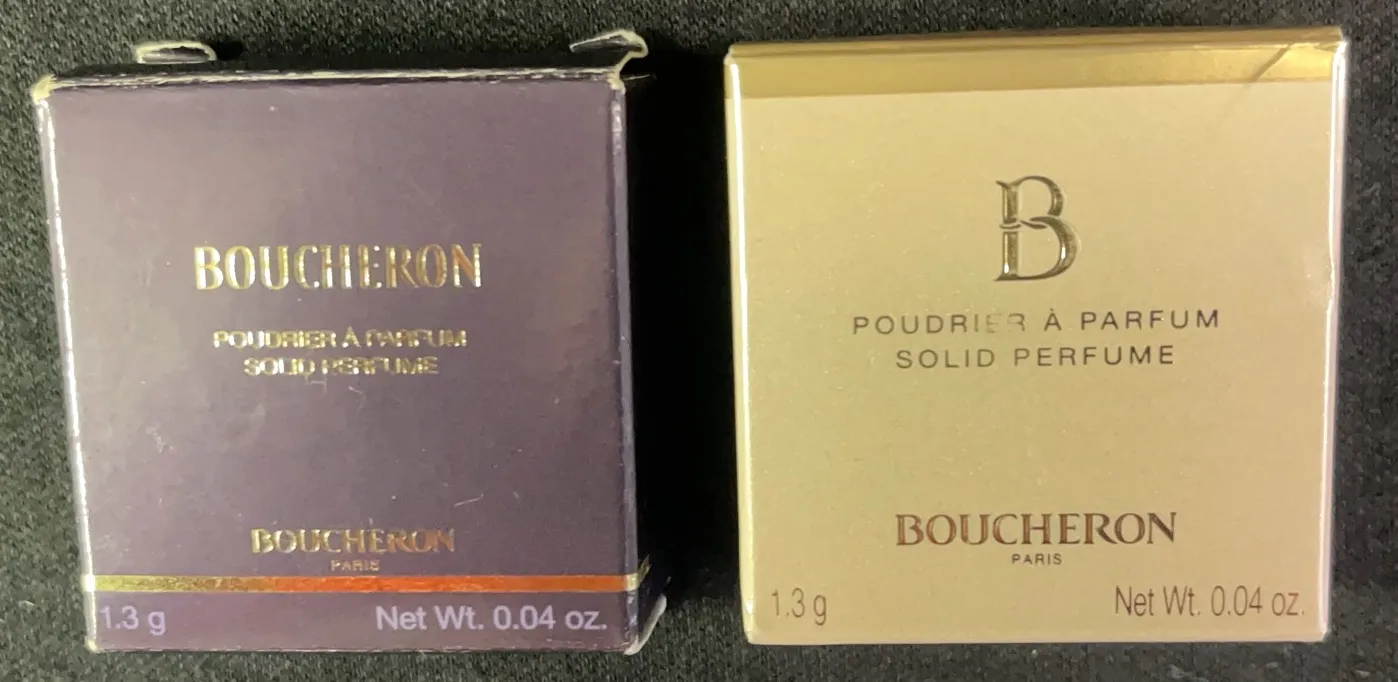 BOUCHERON
POUDRIER À PARFUM
SOLID PERFUME
BOUCHERON
PARIS
1.3 g Net Wt. 0.04 oz.
B
POUDRIER À PARFUM
SOLID PERFUME
BOUCHERON
PARIS
1.3 g Net Wt. 0.04 oz.